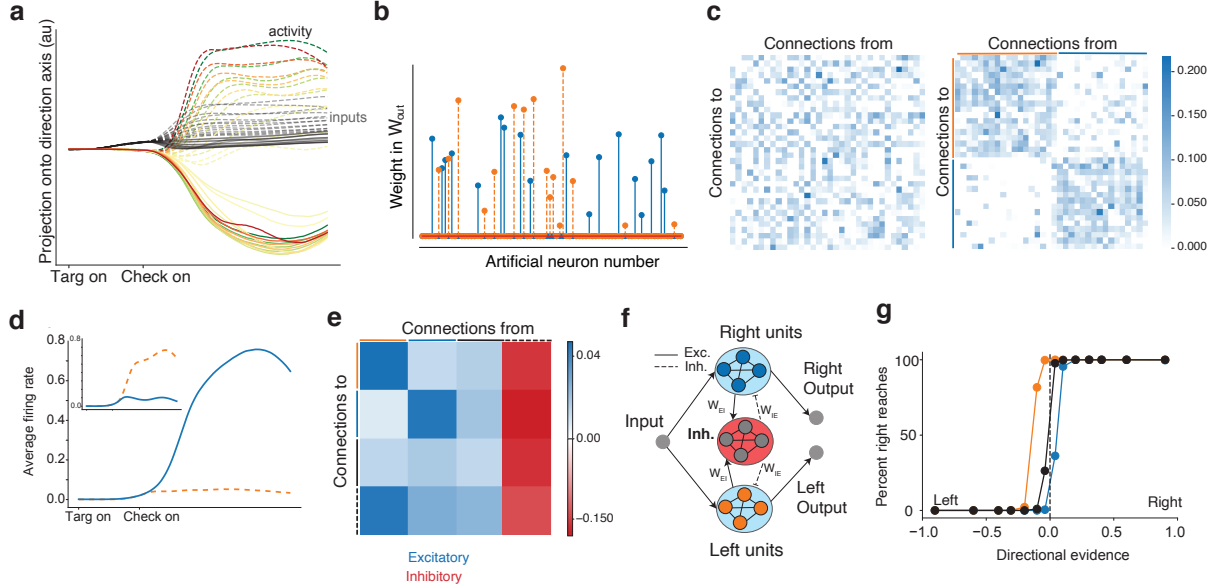 a
Projection onto direction axis (au)
activity
inputs
Targ on
Check on
b
Weight in Wout
Artificial neuron number
c
Connections from
Connections to
Connections from
Connections to
0.200
0.150
0.100
0.050
0.000
d
Average firing rate
0.8
0.6
0.4
0.2
0.0
0.8
0.0
Targ on
Check on
e
Connections from
Connections to
0.04
0.00
−0.150
Excitatory
Inhibitory
f
Right units
Exc.
Inh.
Right
Output
WEI
WIE
Input
Inh.
WEI
WIE
Left
Output
Left units
g
Percent right reaches
100
50
0
Left
Right
−1.0
−0.5
0.0
0.5
1.0
Directional evidence